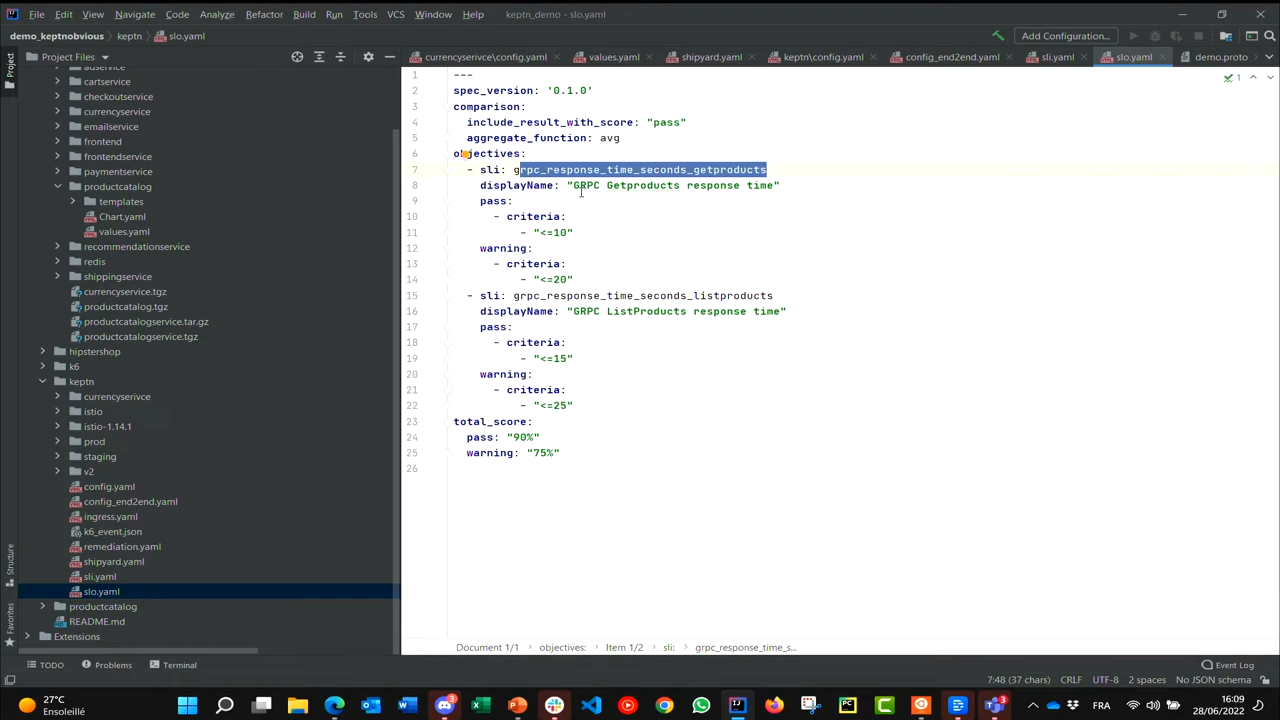 File Edit View Navigate Code Analyze Refactor Build Run Tools VCS Window Help keptn_demo - slo.yaml
demo_keptnobvious keptn slo.yaml Add Configuration...
Project Project Files currencyservice\config.yaml values.yaml shipyard.yaml keptn\config.yaml config_end2end.yaml sli.yaml slo.yaml demo.proto
adservice
cartservice
checkoutservice
currencyservice
emailservice
frontend
frontendservice
paymentservice
productcatalog
templates
Chart.yaml
values.yaml
recommendationservice
redis
shippingservice
currencyservice.tgz
productcatalog.tgz
productcatalogservice.tar.gz
productcatalogservice.tgz
hipstershop
k6
keptn
currencyservice
istio
istio-1.14.1
prod
staging
v2
config.yaml
config_end2end.yaml
ingress.yaml
k6_event.json
remediation.yaml
shipyard.yaml
sli.yaml
slo.yaml
productcatalog
README.md
Extensions
Structure
Favorites
1 ---
2 spec_version: '0.1.0'
3 comparison:
4 include_result_with_score: "pass"
5 aggregate_function: avg
6 objectives:
7 - sli: grpc_response_time_seconds_getproducts
8 displayName: "GRPC Getproducts response time"
9 pass:
10 - criteria:
11 - "<=10"
12 warning:
13 - criteria:
14 - "<=20"
15 - sli: grpc_response_time_seconds_listproducts
16 displayName: "GRPC ListProducts response time"
17 pass:
18 - criteria:
19 - "<=15"
20 warning:
21 - criteria:
22 - "<=25"
23 total_score:
24 pass: "90%"
25 warning: "75%"
26
1
Document 1/1 objectives: Item 1/2 sli: grpc_response_time_s...
TODO Problems Terminal Event Log
7:48 (37 chars) CRLF UTF-8 2 spaces No JSON schema
27°C
Ensoleillé
3
3
FRA
16:09
28/06/2022